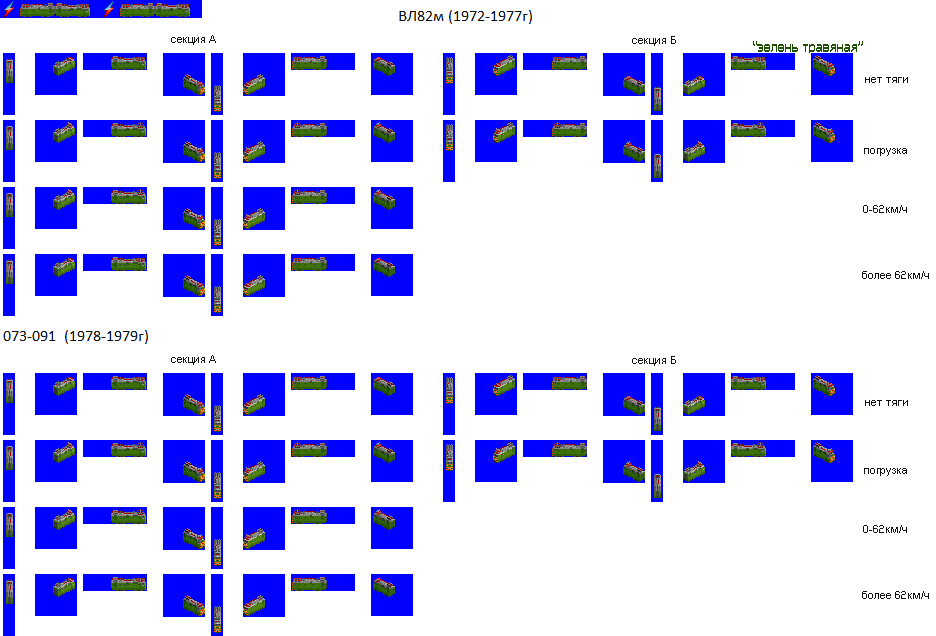 ВЛ82м (1972-1977г)
секция А
секция Б
"зелень травяная"
нет тяги
погрузка
0-62км/ч
более 62км/ч
073-091 (1978-1979г)
секция А
секция Б
нет тяги
погрузка
0-62км/ч
более 62км/ч